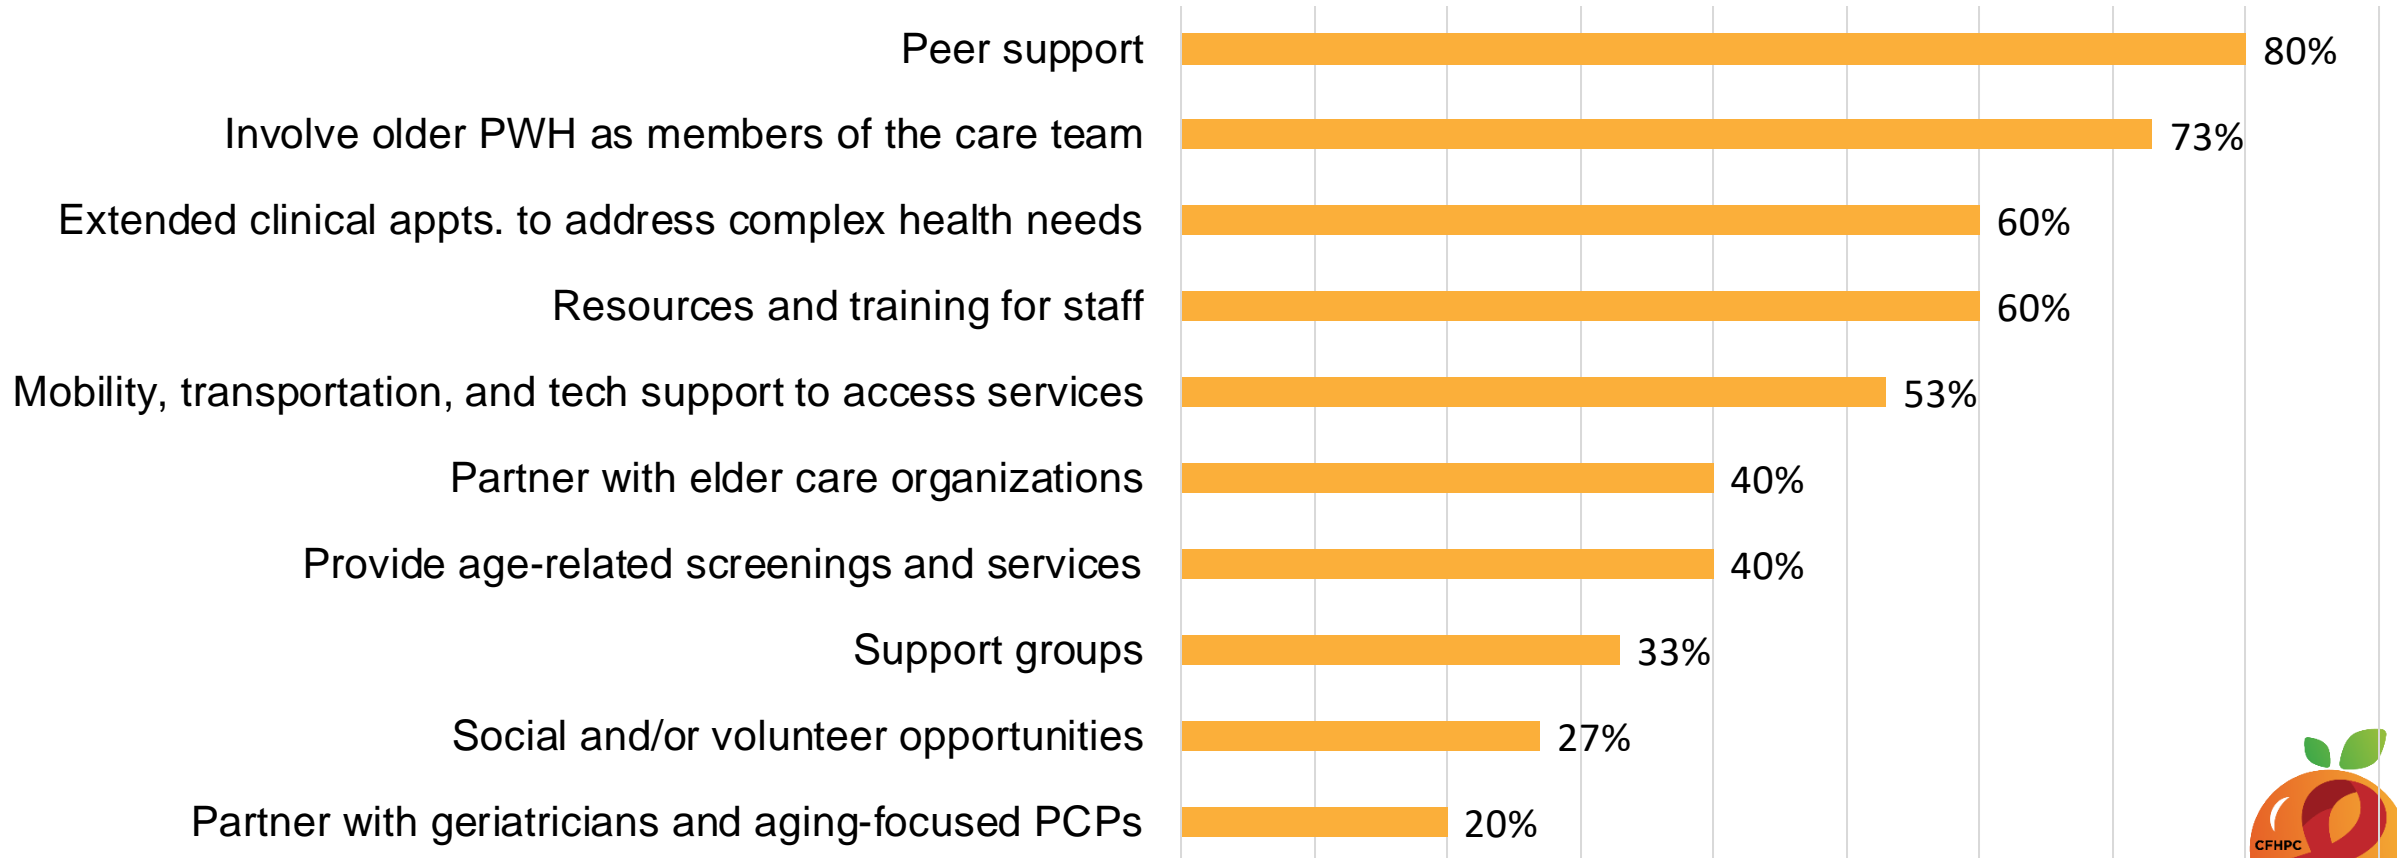 Peer support 80%
Involve older PWH as members of the care team 73%
Extended clinical appts. to address complex health needs 60%
Resources and training for staff 60%
Mobility, transportation, and tech support to access services 53%
Partner with elder care organizations 40%
Provide age-related screenings and services 40%
Support groups 33%
Social and/or volunteer opportunities 27%
Partner with geriatricians and aging-focused PCPs 20%
CFHPC